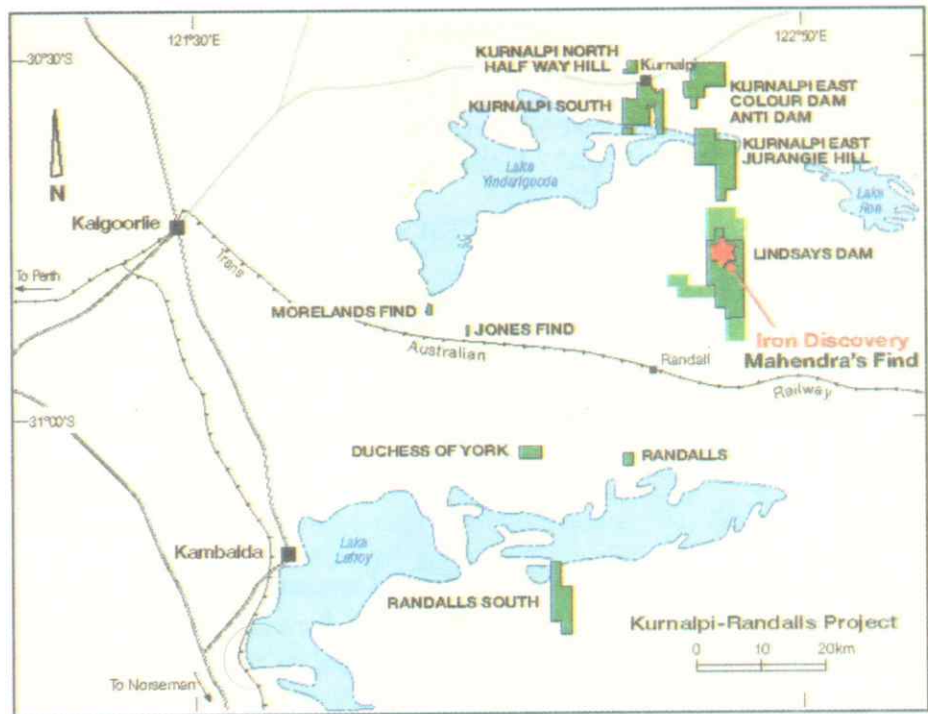 121°30'E
122°50'E
30°30'S
KURNALPI NORTH
HALF WAY HILL
Kurnalpi
KURNALPI SOUTH
KURNALPI EAST
COLOUR DAM
ANTI DAM
KURNALPI EAST
JURANGIE HILL
Lake
Yindarlgooda
Lake
Roe
N
Kalgoorlie
To Perth
Trans
LINDSAYS DAM
MORELANDS FIND
JONES FIND
Australian
Iron Discovery
Mahendra's Find
Randall
Railway
31°00'S
DUCHESS OF YORK
RANDALLS
Kambalda
Lake
Lefroy
RANDALLS SOUTH
Kurnalpi-Randalls Project
0 10 20km
To Norseman